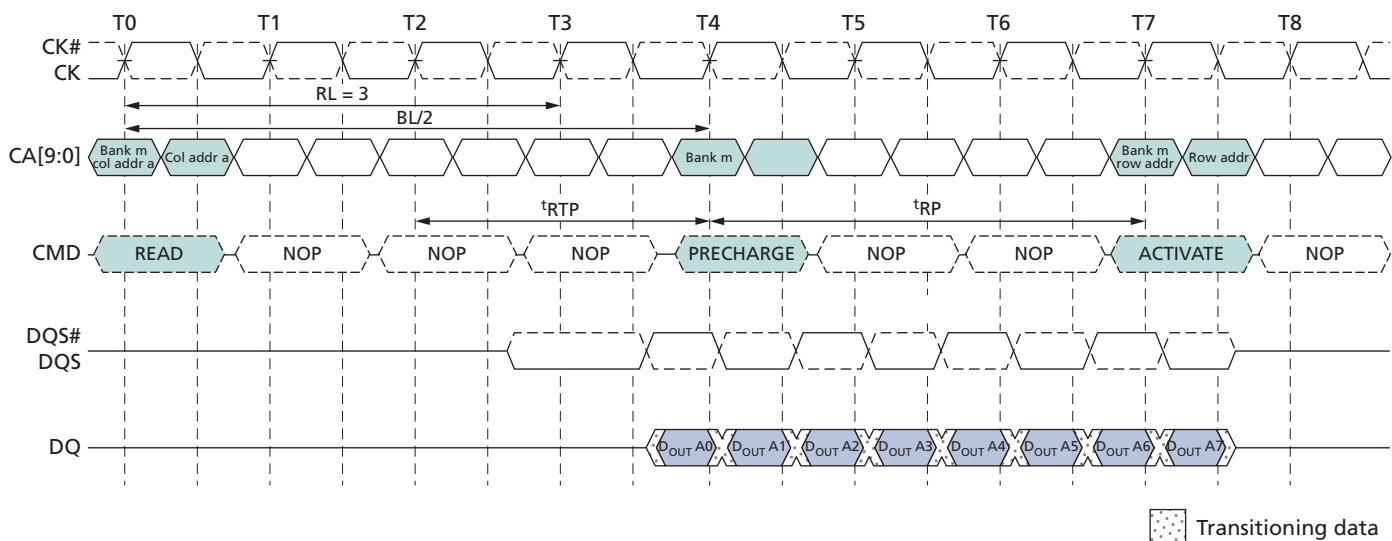 T0 T1 T2 T3 T4 T5 T6 T7 T8
CK#
CK
RL = 3
BL/2
CA[9:0] Bank m col addr a Col addr a Bank m Bank m row addr Row addr
tRTP tRP
CMD READ NOP NOP NOP PRECHARGE NOP NOP ACTIVATE NOP
DQS#
DQS
DQ DOUT A0 DOUT A1 DOUT A2 DOUT A3 DOUT A4 DOUT A5 DOUT A6 DOUT A7
Transitioning data